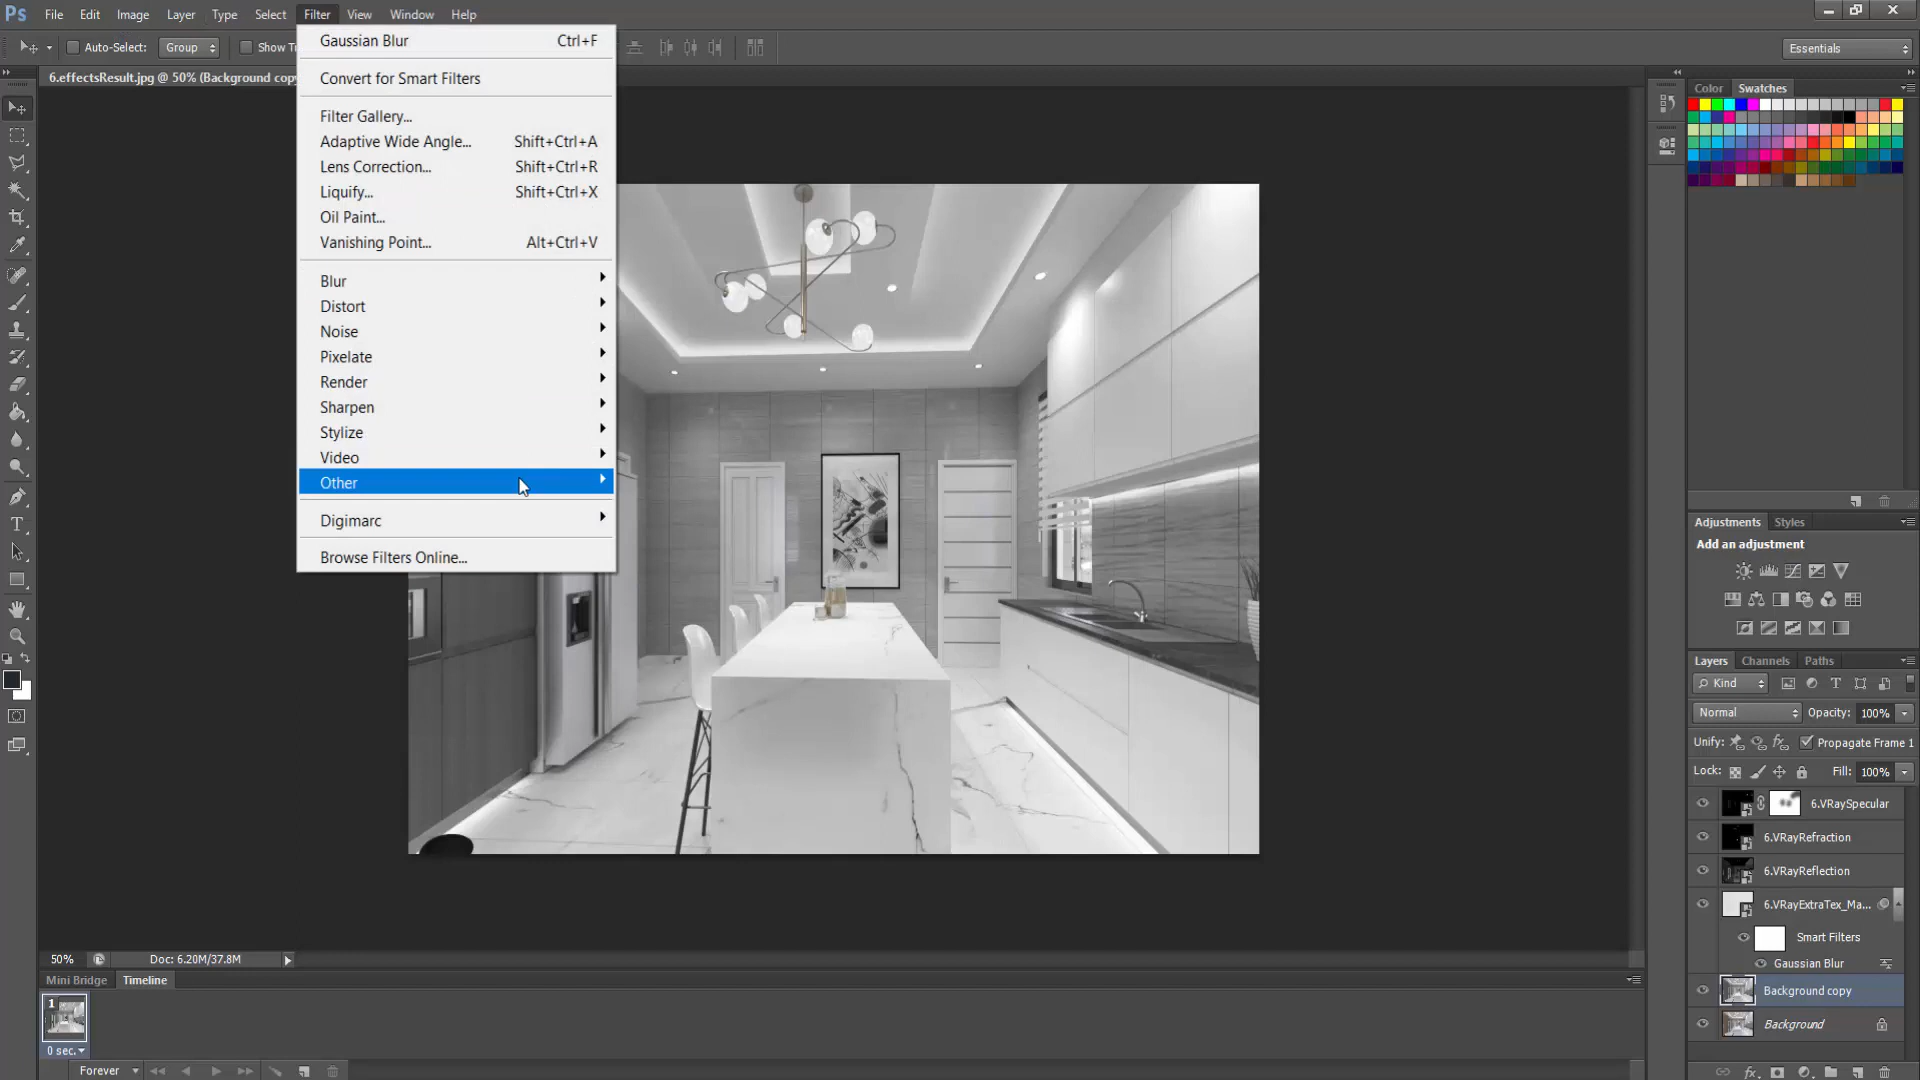 Ps File Edit Image Layer Type Select Filter View Window Help
Auto-Select: Group Show
Essentials
6.effectsResult.jpg @ 50% (Background copy
Gaussian Blur Ctrl+F
Convert for Smart Filters
Filter Gallery...
Adaptive Wide Angle... Shift+Ctrl+A
Lens Correction... Shift+Ctrl+R
Liquify... Shift+Ctrl+X
Oil Paint...
Vanishing Point... Alt+Ctrl+V
Blur
Distort
Noise
Pixelate
Render
Sharpen
Stylize
Video
Other
Digimarc
Browse Filters Online...
Color Swatches
Adjustments Styles
Add an adjustment
Layers Channels Paths
Kind
Normal Opacity: 100%
Unify: Propagate Frame 1
Lock: Fill: 100%
6.VRaySpecular
6.VRayRefraction
6.VRayReflection
6.VRayExtraTex_Ma...
Smart Filters
Gaussian Blur
Background copy
Background
50% Doc: 6.20M/37.8M
Mini Bridge Timeline
1
0 sec.
Forever